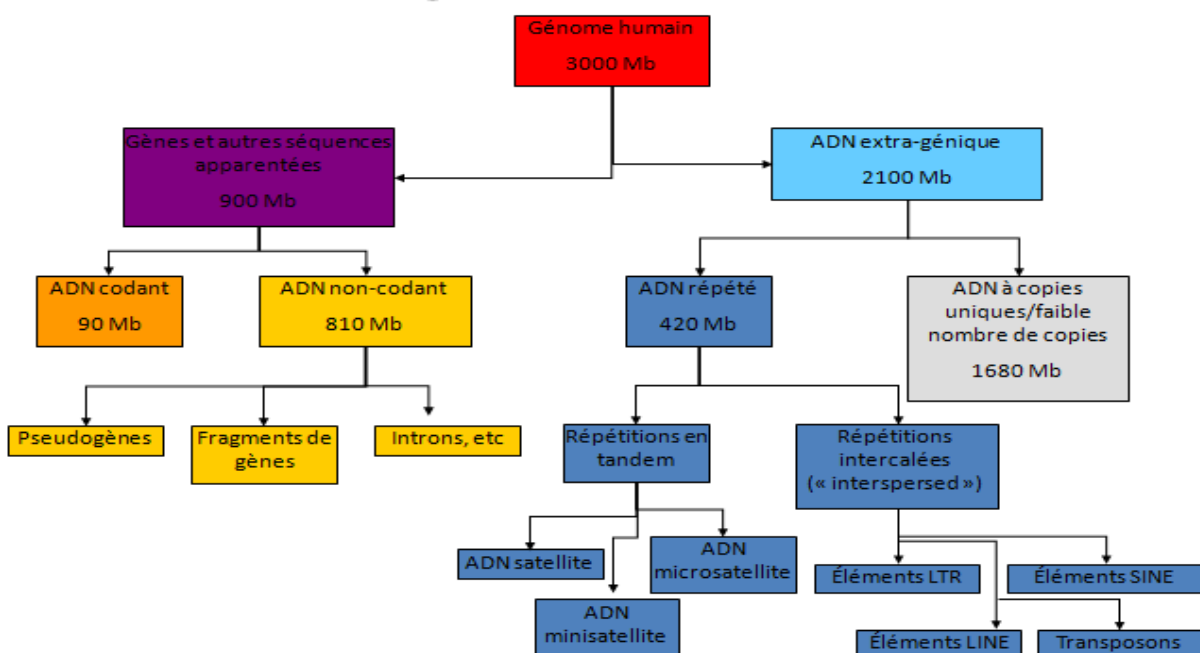 Génome humain
3000 Mb
Gènes et autres séquences
apparentées
900 Mb
ADN extra-génique
2100 Mb
ADN codant
90 Mb
ADN non-codant
810 Mb
ADN répété
420 Mb
ADN à copies
uniques/faible
nombre de copies
1680 Mb
Pseudogènes
Fragments de
gènes
Introns, etc
Répétitions en
tandem
Répétitions
intercalées
(« interspersed »)
ADN satellite
ADN
minisatellite
ADN
microsatellite
Éléments LTR
Éléments SINE
Éléments LINE
Transposons